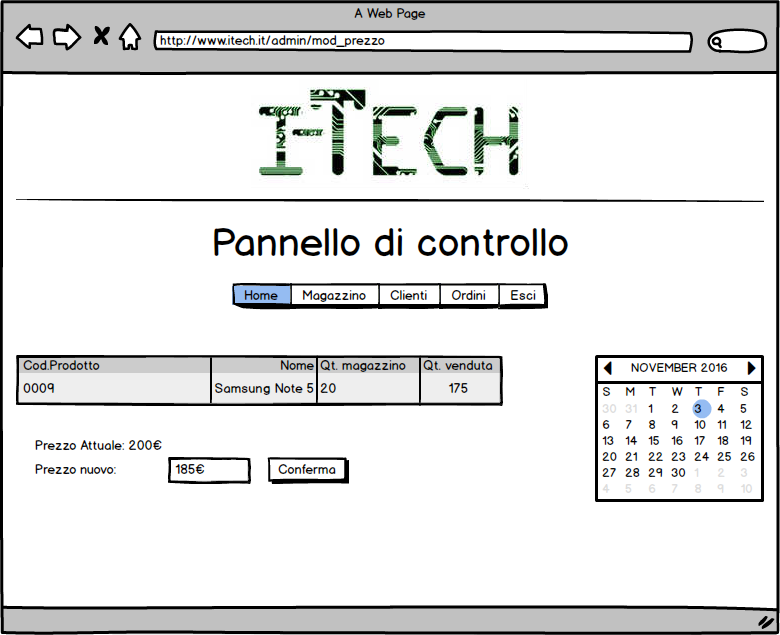 A Web Page
http://www.itech.it/admin/mod_prezzo
I-TECH
Pannello di controllo
Home Magazzino Clienti Ordini Esci
Cod.Prodotto Nome Qt. magazzino Qt. venduta
0009 Samsung Note 5 20 175
Prezzo Attuale: 200€
Prezzo nuovo: 185€ Conferma
NOVEMBER 2016
S M T W T F S
30 31 1 2 3 4 5
6 7 8 9 10 11 12
13 14 15 16 17 18 19
20 21 22 23 24 25 26
27 28 29 30 1 2 3
4 5 6 7 8 9 10